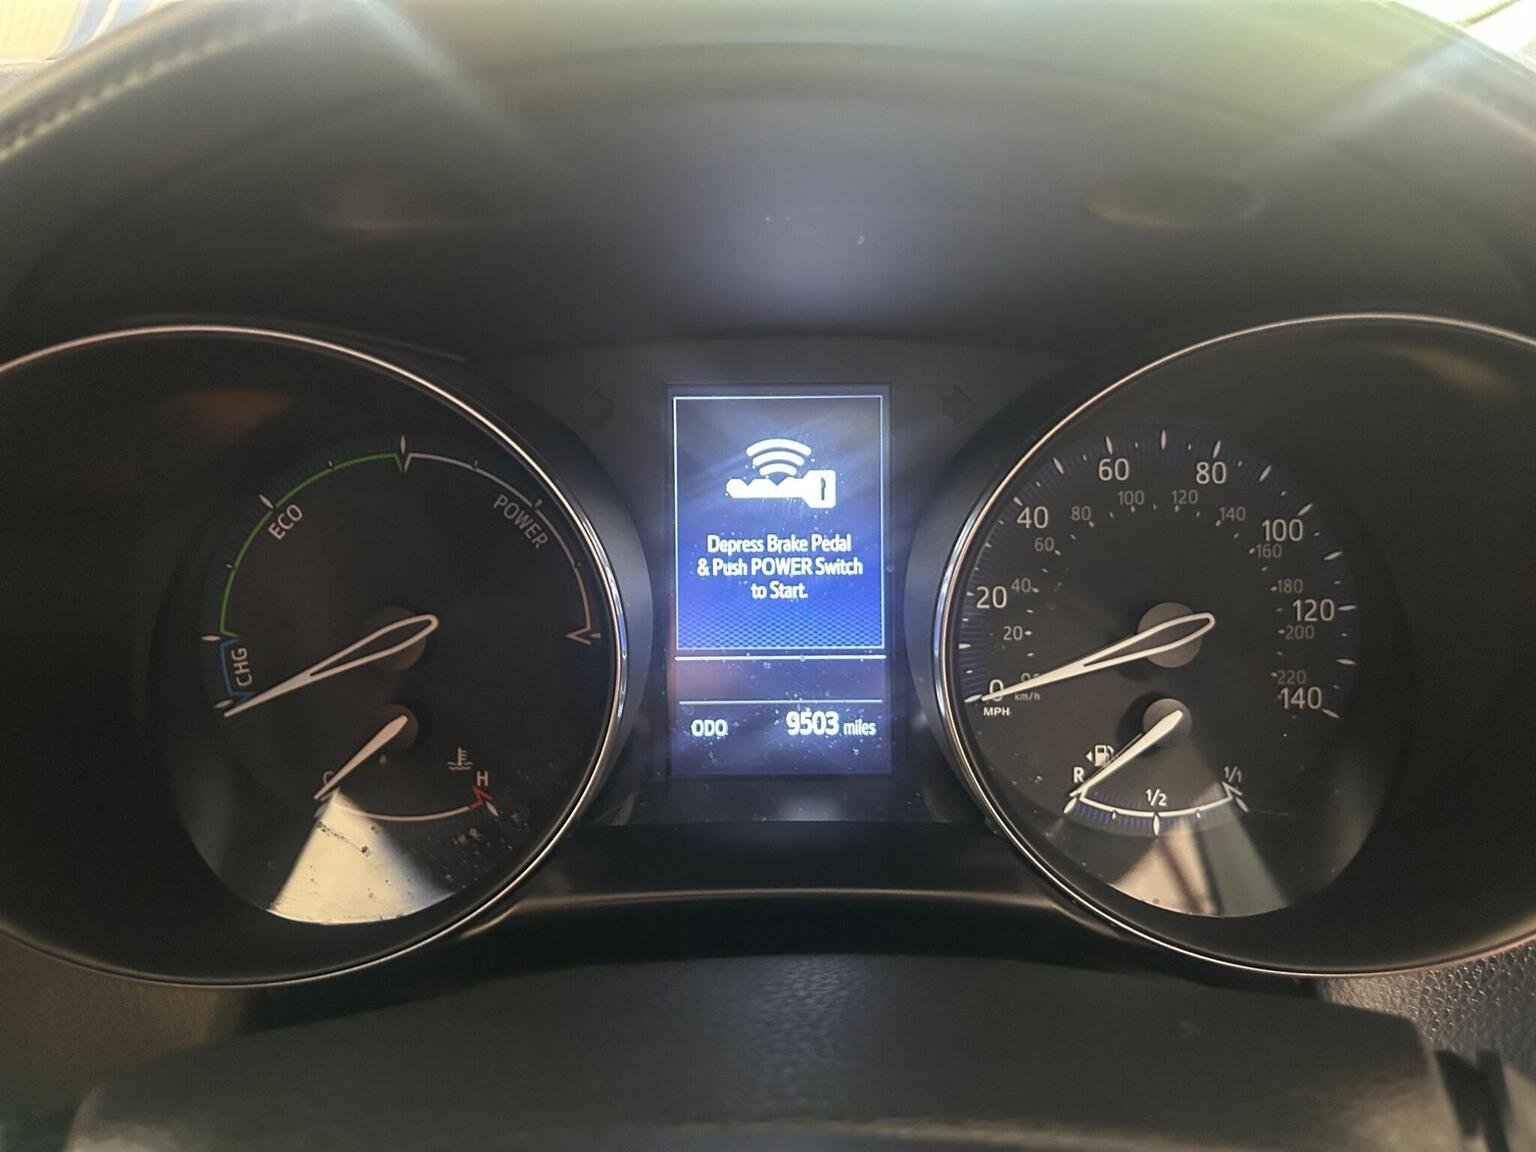 ECO
POWER
CHG
C
H
Depress Brake Pedal
& Push POWER Switch
to Start.
ODO 9503 miles
0
20
40
60
80
100
120
140
MPH
20
40
60
80
100
120
140
160
180
200
220
km/h
R
1/2
1/1